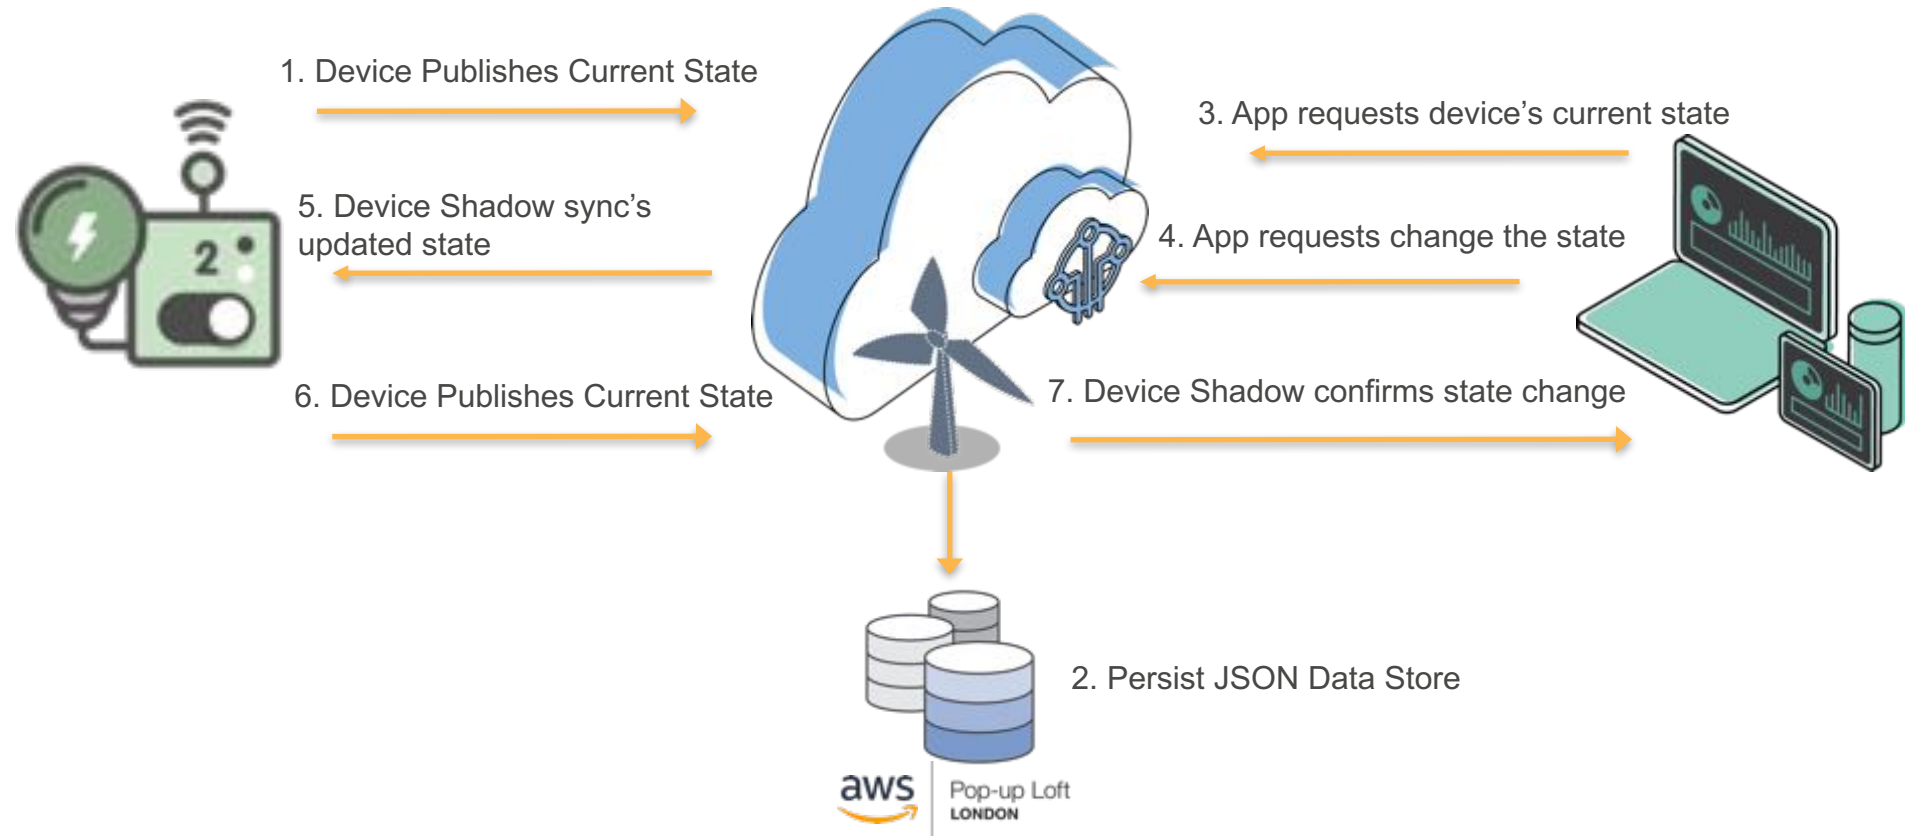 1. Device Publishes Current State
3. App requests device’s current state
5. Device Shadow sync’s
updated state
4. App requests change the state
2
6. Device Publishes Current State
7. Device Shadow confirms state change
2. Persist JSON Data Store
aws
Pop-up Loft
LONDON